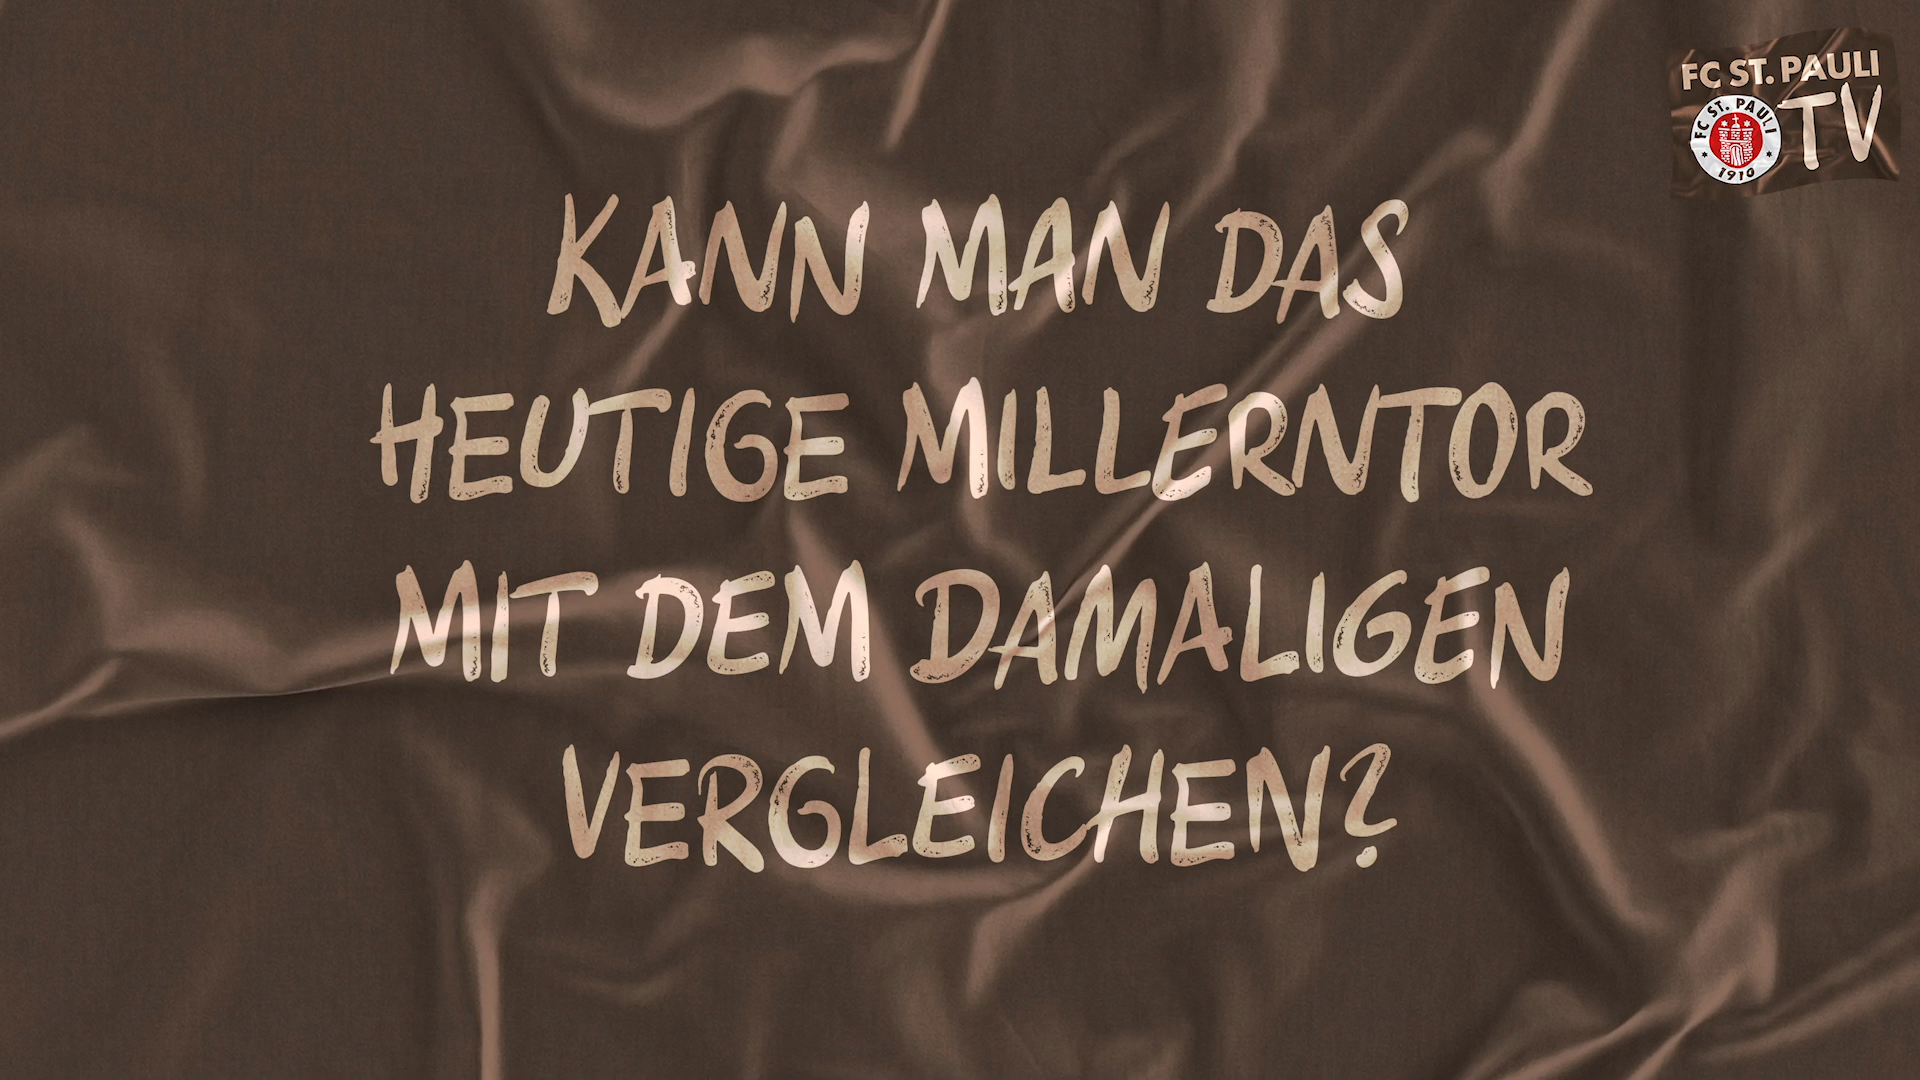 FC ST. PAULI
TV
FC ST. PAULI
1910
KANN MAN DAS
HEUTIGE MILLERNTOR
MIT DEM DAMALIGEN
VERGLEICHEN?